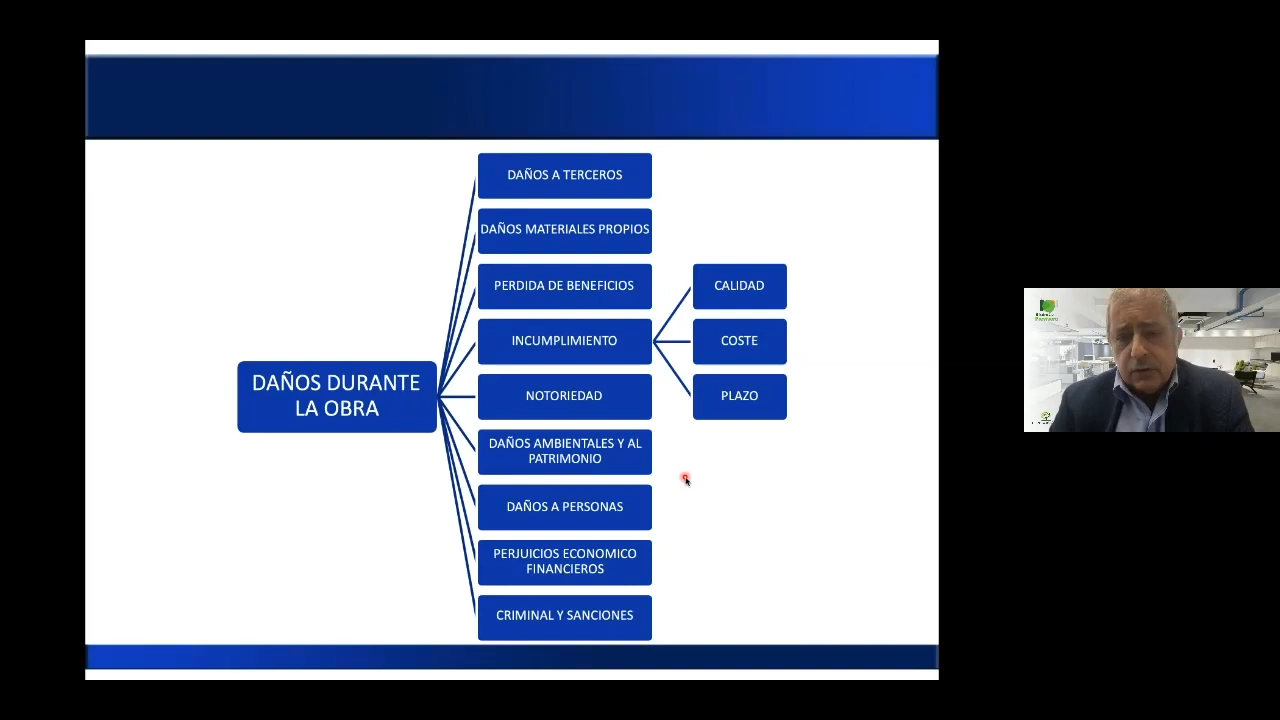 DAÑOS DURANTE
LA OBRA
DAÑOS A TERCEROS
DAÑOS MATERIALES PROPIOS
PERDIDA DE BENEFICIOS
INCUMPLIMIENTO
CALIDAD
COSTE
PLAZO
NOTORIEDAD
DAÑOS AMBIENTALES Y AL
PATRIMONIO
DAÑOS A PERSONAS
PERJUICIOS ECONOMICO
FINANCIEROS
CRIMINAL Y SANCIONES